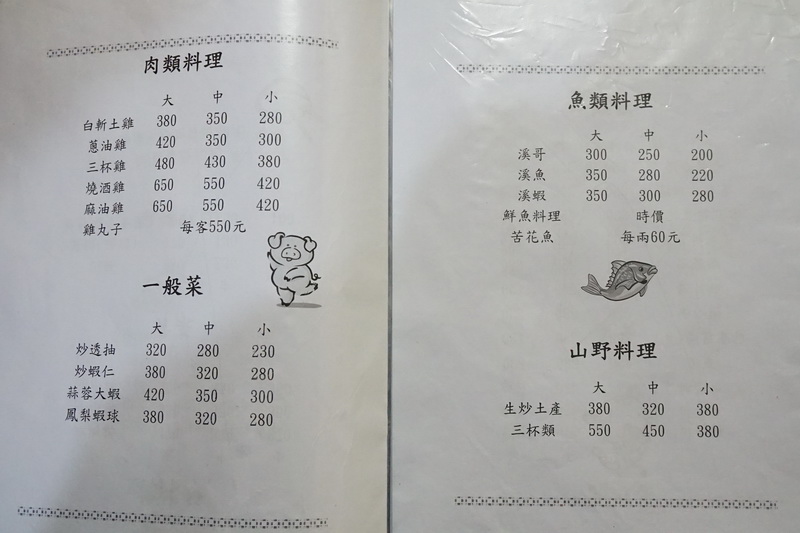 肉類料理
大 中 小
白斬土雞 380 350 280
蔥油雞 420 350 300
三杯雞 480 430 380
燒酒雞 650 550 420
麻油雞 650 550 420
雞丸子 每客550元
一般菜
大 中 小
炒透抽 320 280 230
炒蝦仁 380 320 280
蒜蓉大蝦 420 350 300
鳳梨蝦球 380 320 280
魚類料理
大 中 小
溪哥 300 250 200
溪魚 350 280 220
溪蝦 350 300 280
鮮魚料理 時價
苦花魚 每兩60元
山野料理
大 中 小
生炒土產 380 320 380
三杯類 550 450 380